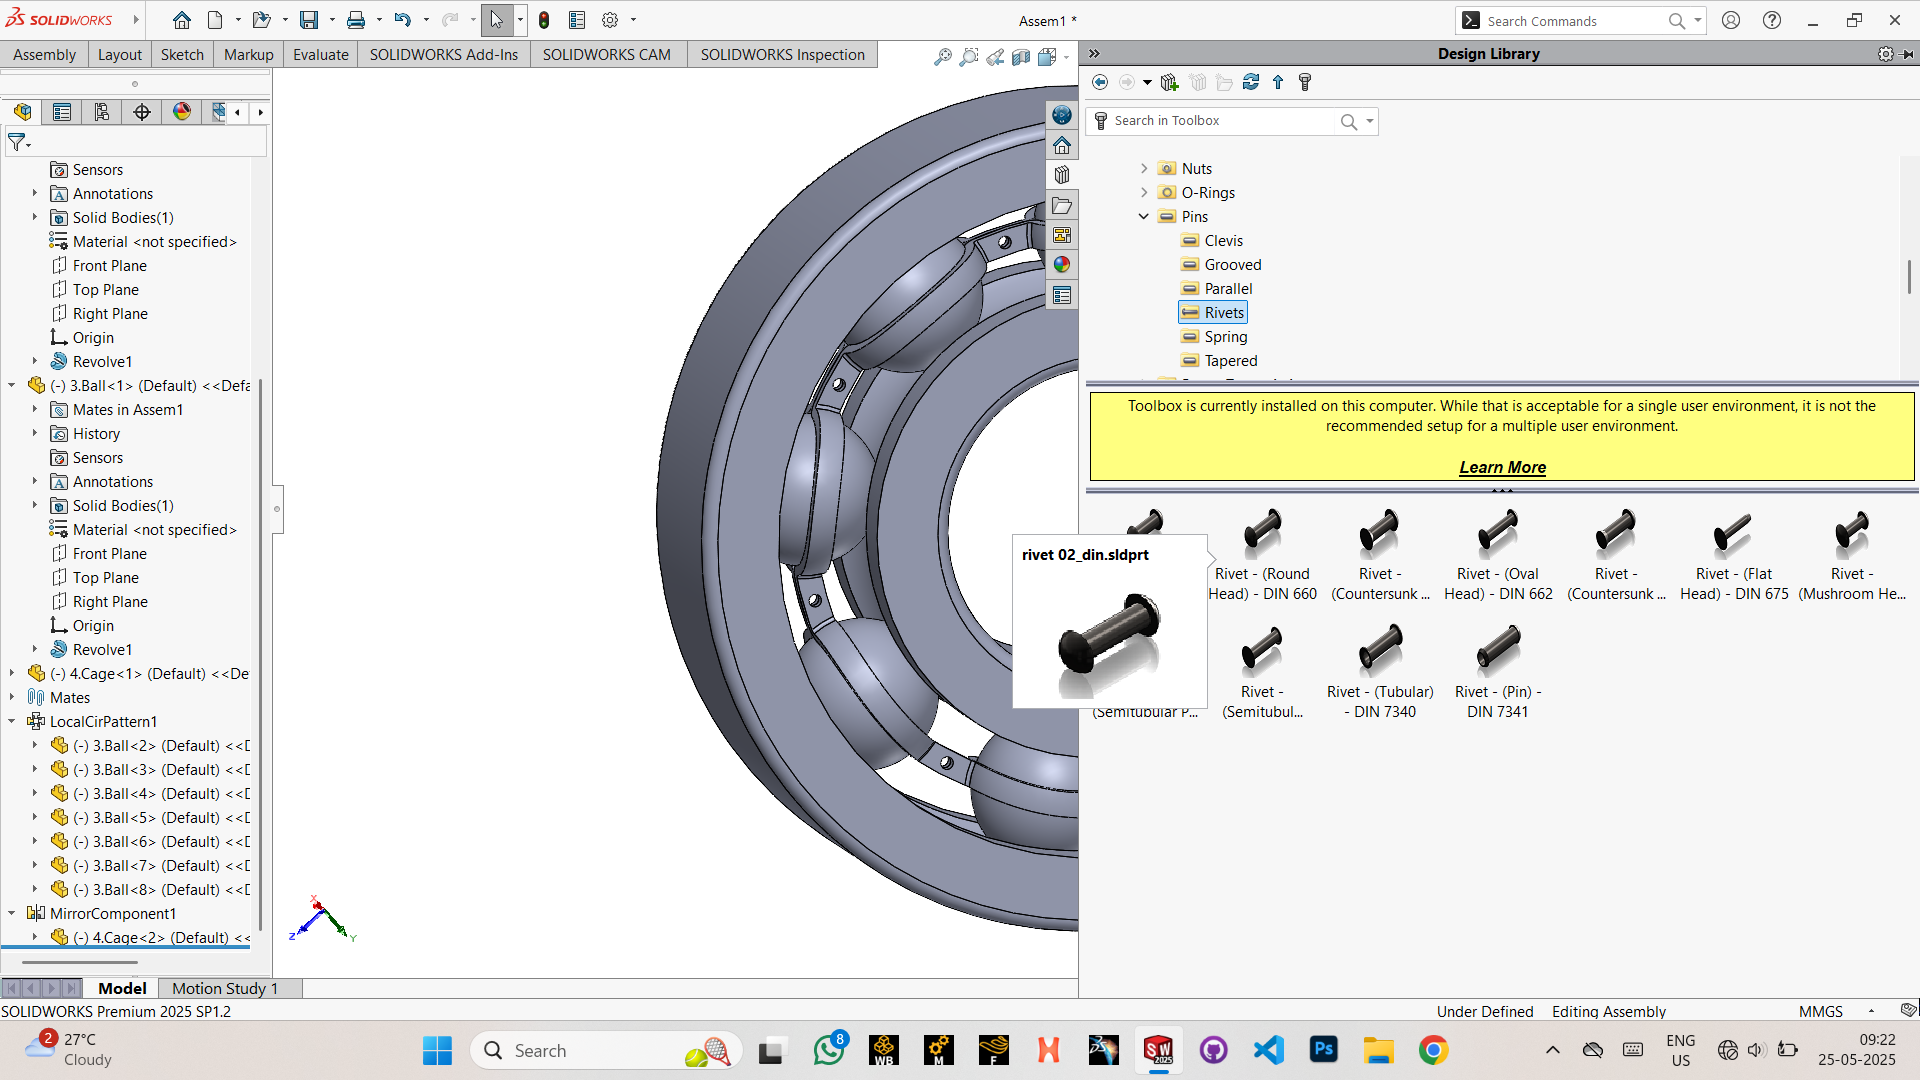 SOLIDWORKS
Assem1 *
Search Commands
Assembly
Layout
Sketch
Markup
Evaluate
SOLIDWORKS Add-Ins
SOLIDWORKS CAM
SOLIDWORKS Inspection
Design Library
Search in Toolbox
Sensors
Annotations
Solid Bodies(1)
Material <not specified>
Front Plane
Top Plane
Right Plane
Origin
Revolve1
(-) 3.Ball<1> (Default) <<Defa
Mates in Assem1
History
Sensors
Annotations
Solid Bodies(1)
Material <not specified>
Front Plane
Top Plane
Right Plane
Origin
Revolve1
(-) 4.Cage<1> (Default) <<De
Mates
LocalCirPattern1
(-) 3.Ball<2> (Default) <<D
(-) 3.Ball<3> (Default) <<D
(-) 3.Ball<4> (Default) <<D
(-) 3.Ball<5> (Default) <<D
(-) 3.Ball<6> (Default) <<D
(-) 3.Ball<7> (Default) <<D
(-) 3.Ball<8> (Default) <<D
MirrorComponent1
(-) 4.Cage<2> (Default) <<
X
Z
Y
Nuts
O-Rings
Pins
Clevis
Grooved
Parallel
Rivets
Spring
Tapered
Toolbox is currently installed on this computer. While that is acceptable for a single user environment, it is not the
recommended setup for a multiple user environment.
Learn More
rivet 02_din.sldprt
Rivet - (Round
Head) - DIN 660
Rivet -
(Countersunk ...
Rivet - (Oval
Head) - DIN 662
Rivet -
(Countersunk ...
Rivet - (Flat
Head) - DIN 675
Rivet -
(Mushroom He...
(Semitubular P...
Rivet -
(Semitubul...
Rivet - (Tubular)
- DIN 7340
Rivet - (Pin) -
DIN 7341
Model
Motion Study 1
SOLIDWORKS Premium 2025 SP1.2
Under Defined
Editing Assembly
MMGS
2
27°C
Cloudy
Search
8
WB
M
F
SW
2025
Ps
ENG
US
09:22
25-05-2025